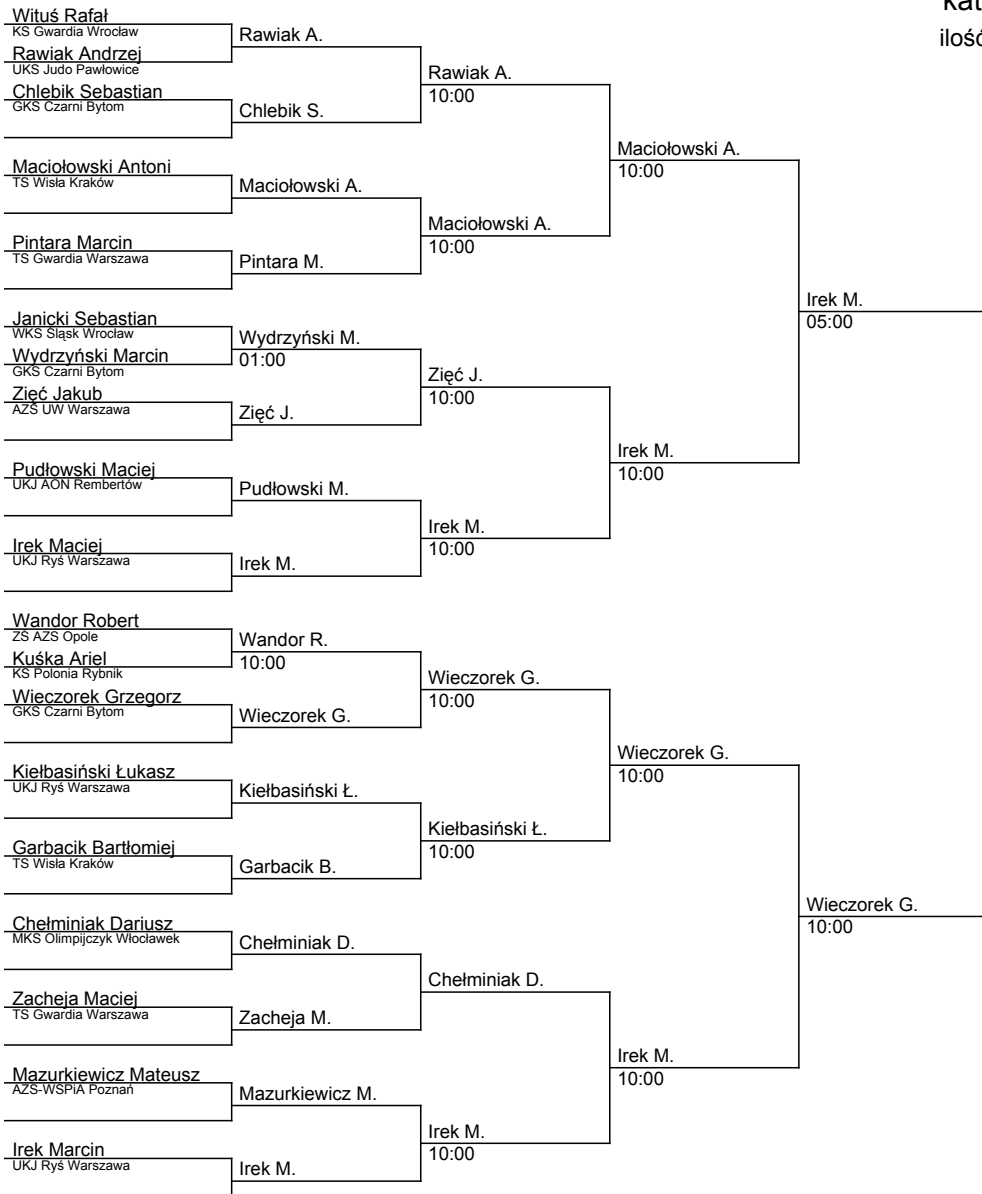 kat
ilość
Wituś Rafał
KS Gwardia Wrocław
Rawiak Andrzej
UKS Judo Pawłowice
Chlebik Sebastian
GKS Czarni Bytom
Maciołowski Antoni
TS Wisła Kraków
Pintara Marcin
TS Gwardia Warszawa
Janicki Sebastian
WKS Śląsk Wrocław
Wydrzyński Marcin
GKS Czarni Bytom
Zięć Jakub
AZS UW Warszawa
Pudłowski Maciej
UKJ AON Rembertów
Irek Maciej
UKJ Ryś Warszawa
Wandor Robert
ZŚ AZS Opole
Kuśka Ariel
KS Polonia Rybnik
Wieczorek Grzegorz
GKS Czarni Bytom
Kiełbasiński Łukasz
UKJ Ryś Warszawa
Garbacik Bartłomiej
TS Wisła Kraków
Chełminiak Dariusz
MKS Olimpijczyk Włocławek
Zacheja Maciej
TS Gwardia Warszawa
Mazurkiewicz Mateusz
AZS-WSPiA Poznań
Irek Marcin
UKJ Ryś Warszawa
Rawiak A.
Chlebik S.
Maciołowski A.
Pintara M.
Wydrzyński M.
01:00
Zięć J.
Pudłowski M.
Irek M.
Wandor R.
10:00
Wieczorek G.
Kiełbasiński Ł.
Garbacik B.
Chełminiak D.
Zacheja M.
Mazurkiewicz M.
Irek M.
Rawiak A.
10:00
Maciołowski A.
10:00
Zięć J.
10:00
Irek M.
10:00
Wieczorek G.
10:00
Kiełbasiński Ł.
10:00
Chełminiak D.
Irek M.
10:00
Maciołowski A.
10:00
Irek M.
10:00
Wieczorek G.
10:00
Irek M.
10:00
Irek M.
05:00
Wieczorek G.
10:00